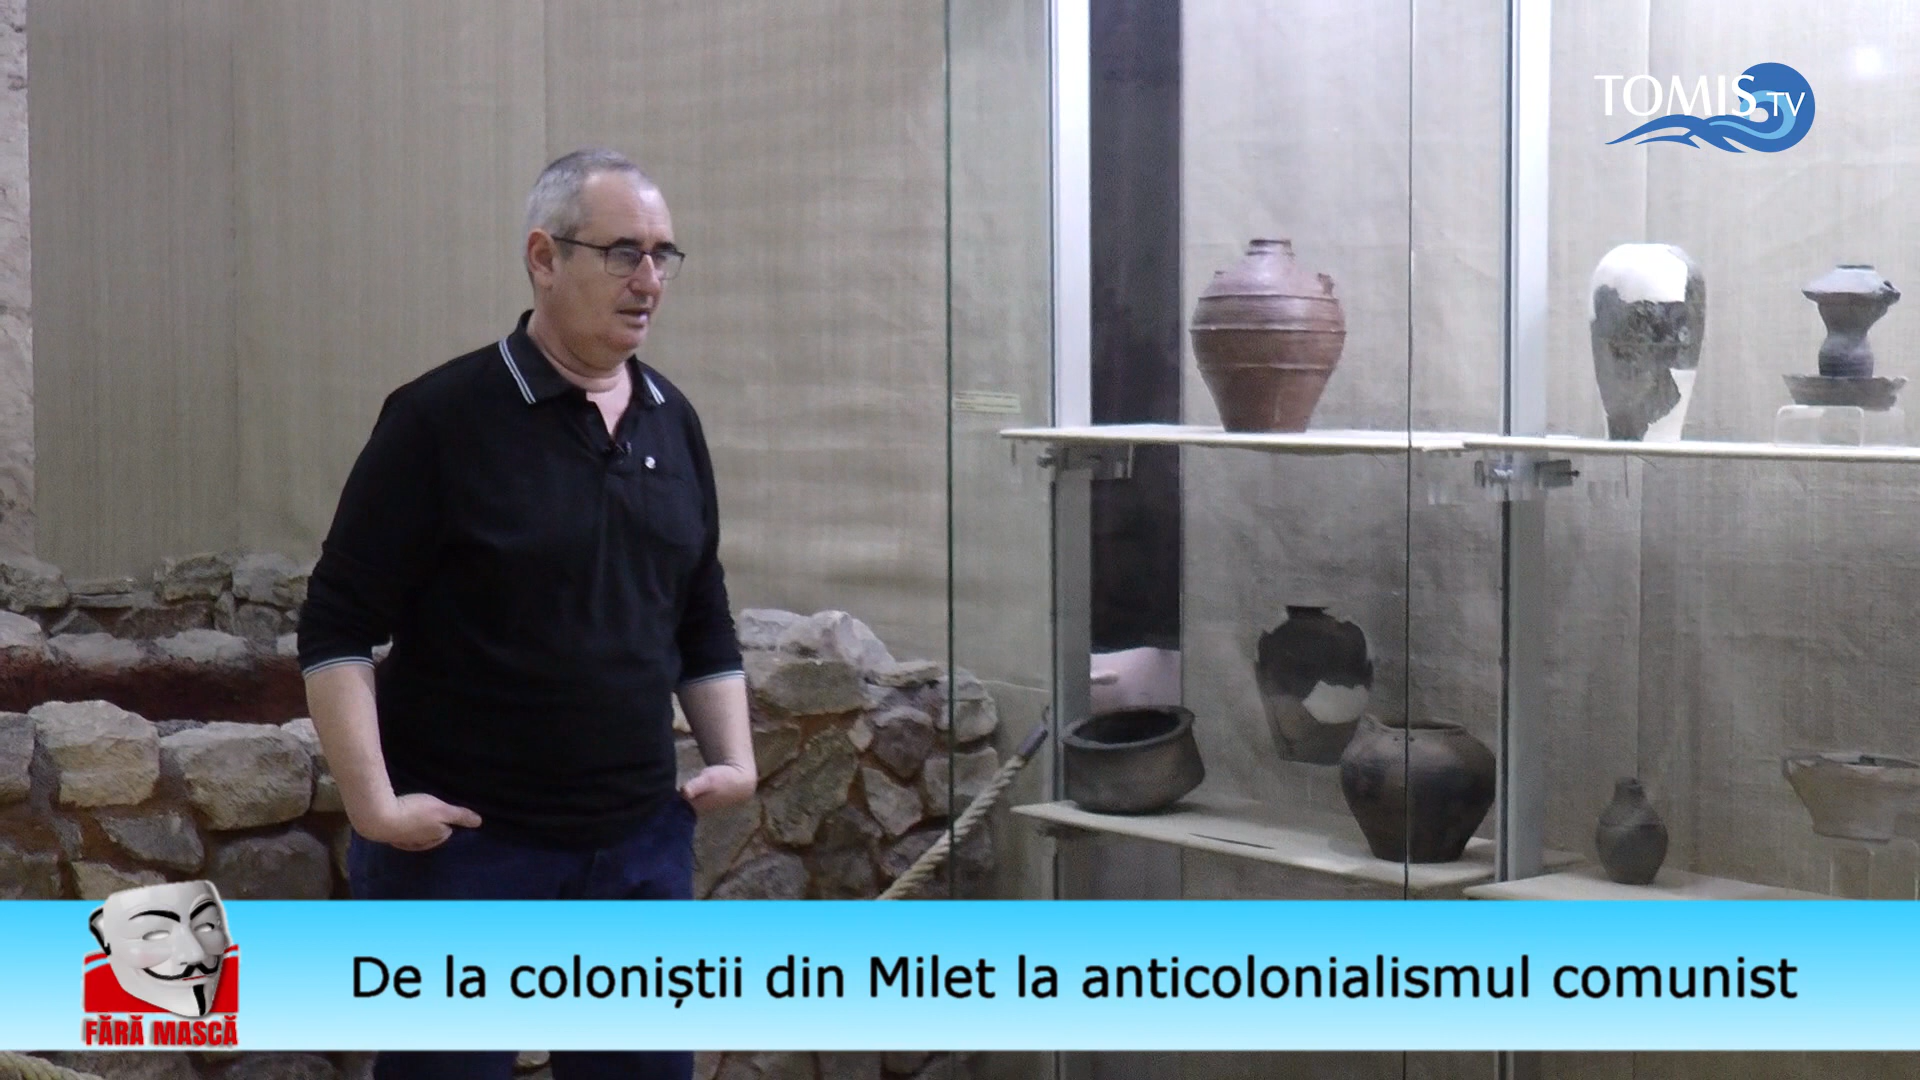 TOMIS TV
De la coloniștii din Milet la anticolonialismul comunist
FĂRĂ MASCĂ